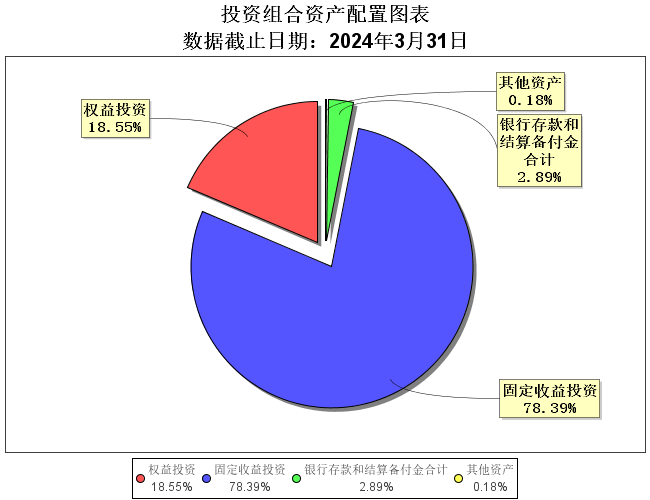 投资组合资产配置图表
数据截止日期：2024年3月31日
其他资产
0.18%
权益投资
18.55%
银行存款和
结算备付金
合计
2.89%
固定收益投资
78.39%
权益投资 固定收益投资 银行存款和结算备付金合计 其他资产
18.55% 78.39% 2.89% 0.18%